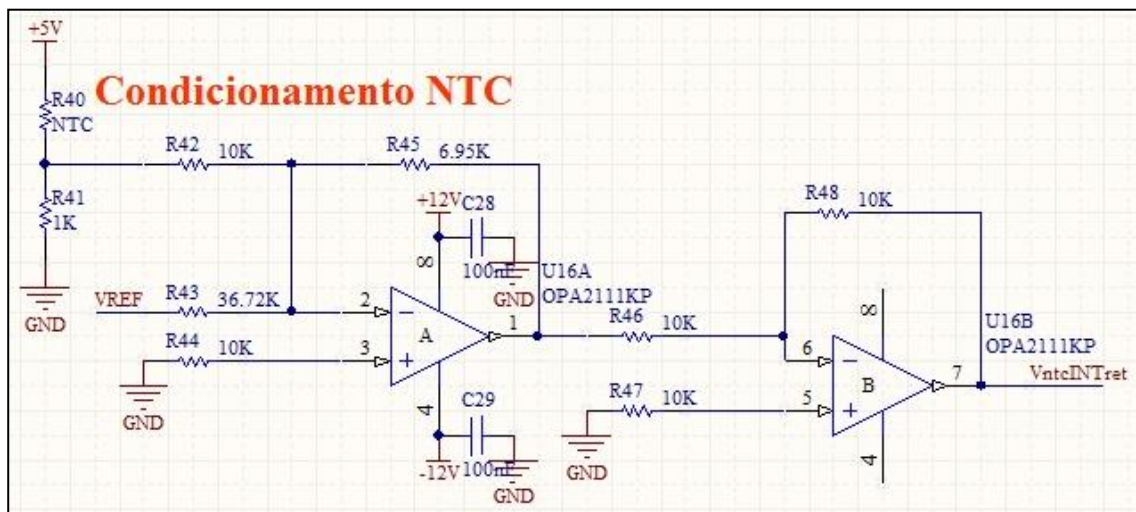 +5V
Condicionamento NTC
R40
NTC
R42 10K
R45 6.95K
R41
1K
GND
+12V
C28
100nF
GND
R48 10K
VREF
R43 36.72K
R44 10K
GND
2
3
8
A
1
4
U16A
OPA2111KP
C29
100nF
-12V
GND
R46 10K
R47 10K
GND
6
5
8
B
7
4
U16B
OPA2111KP
VntcINTret